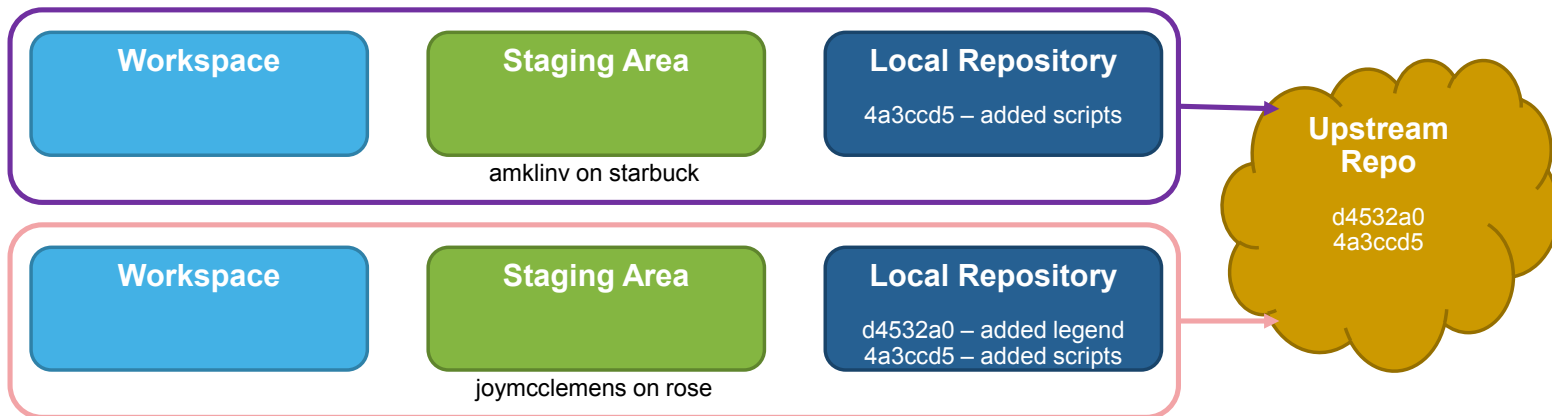 Workspace
Staging Area
Local Repository
4a3ccd5 – added scripts
amklinv on starbuck
Workspace
Staging Area
Local Repository
d4532a0 – added legend
4a3ccd5 – added scripts
joymcclemens on rose
Upstream
Repo
d4532a0
4a3ccd5